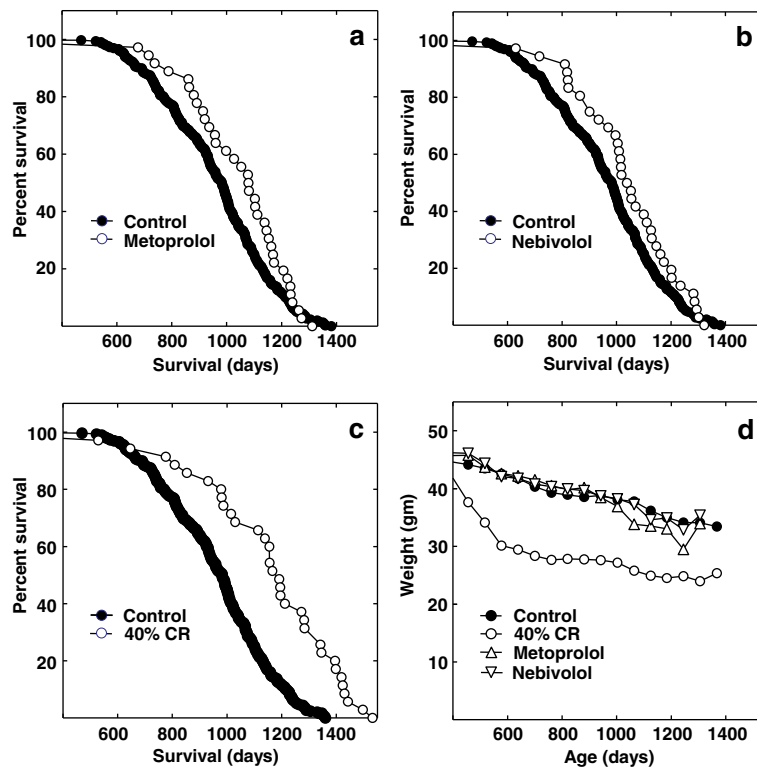 a
Percent survival
100
80
60
40
20
Control
Metoprolol
600 800 1000 1200 1400
Survival (days)
b
Percent survival
100
80
60
40
20
Control
Nebivolol
600 800 1000 1200 1400
Survival (days)
c
Percent survival
100
80
60
40
20
Control
40% CR
600 800 1000 1200 1400
Survival (days)
d
Weight (gm)
50
40
30
20
10
Control
40% CR
Metoprolol
Nebivolol
600 800 1000 1200 1400
Age (days)